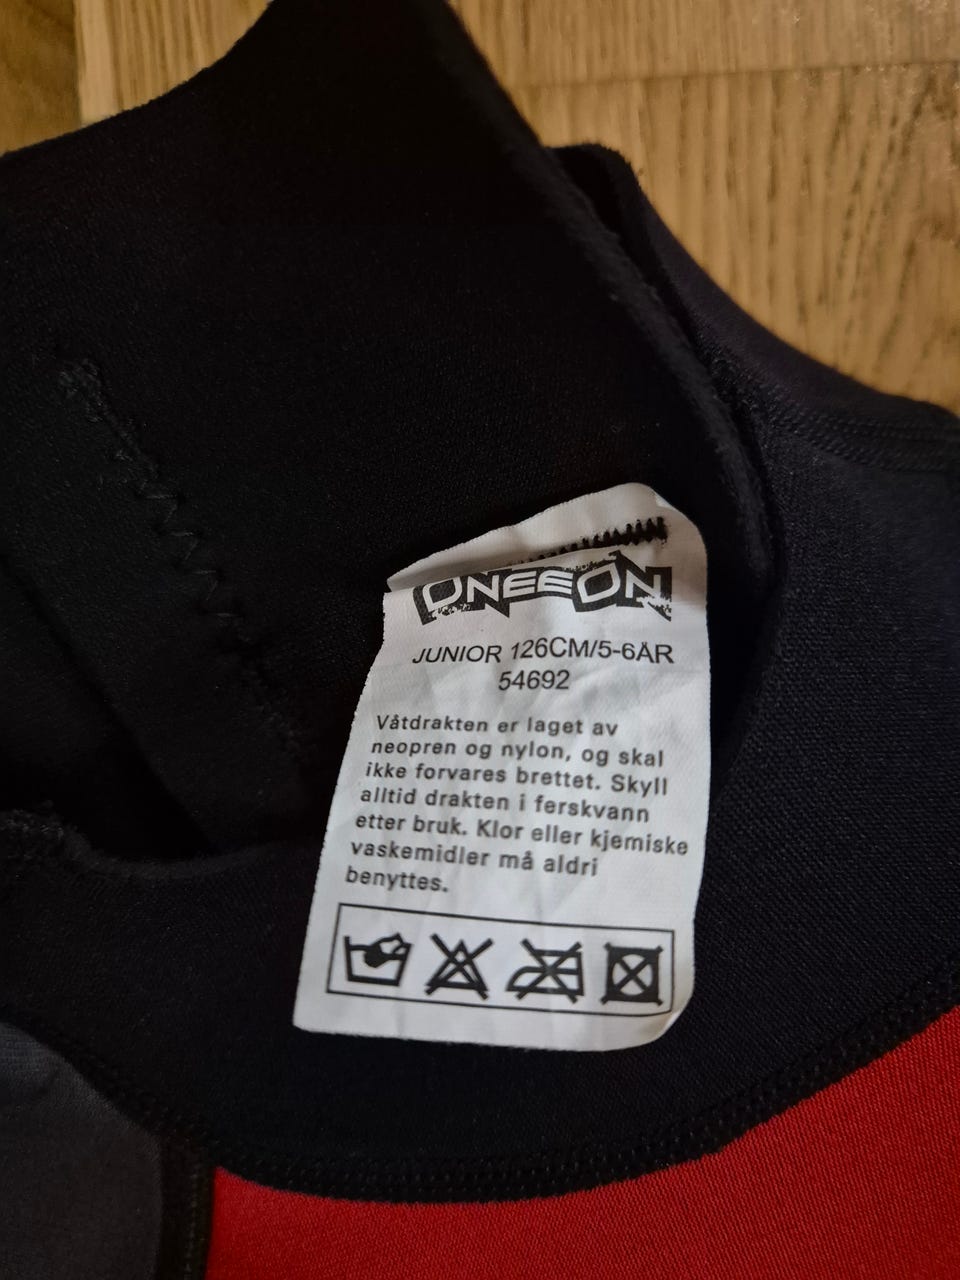 ONEEON
JUNIOR 126CM/5-6ÅR
54692
Våtdrakten er laget av
neopren og nylon, og skal
ikke forvares brettet. Skyll
alltid drakten i ferskvann
etter bruk. Klor eller kjemiske
vaskemidler må aldri
benyttes.